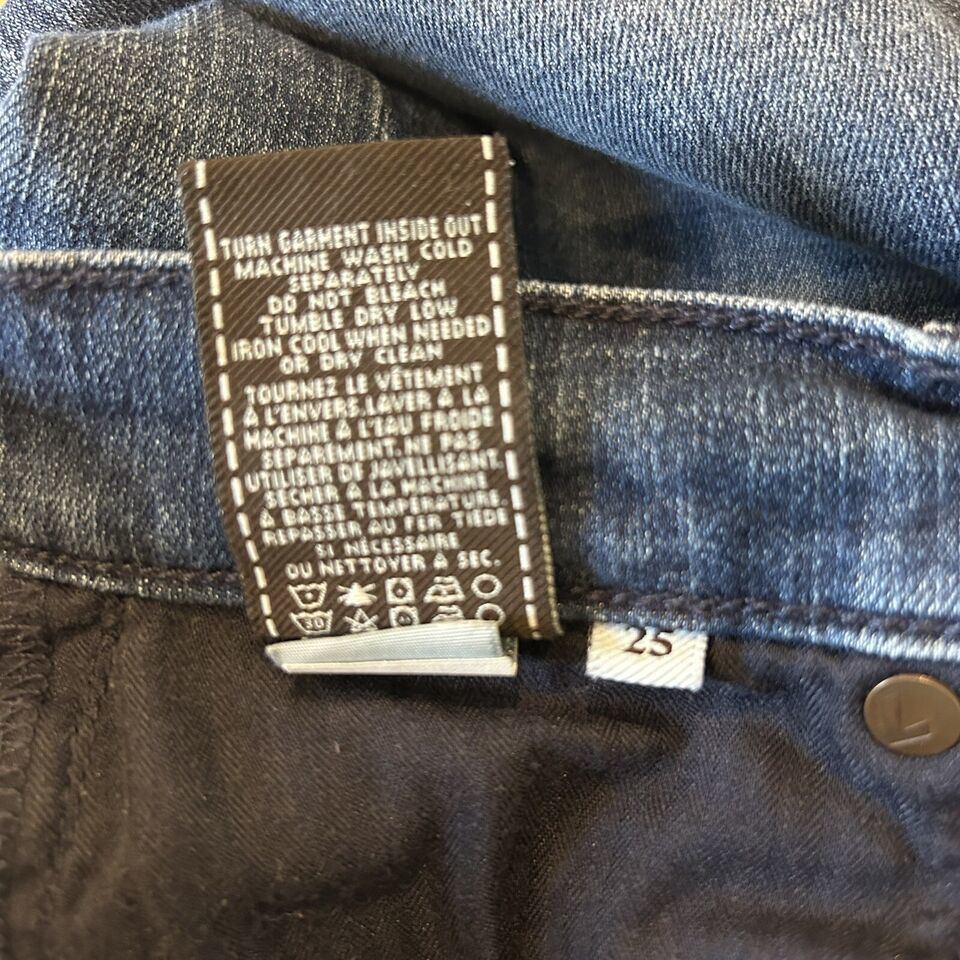 TURN GARMENT INSIDE OUT
MACHINE WASH COLD
SEPARATELY
DO NOT BLEACH
TUMBLE DRY LOW
IRON COOL WHEN NEEDED
OR DRY CLEAN
TOURNEZ LE VÊTEMENT
À L'ENVERS.LAVER À LA
MACHINE À L'EAU FROIDE
SEPAREMENT.NE PAS
UTILISER DE JAVELLISANT.
SÉCHER À LA MACHINE
À BASSE TEMPÉRATURE.
REPASSER AU FER TIÈDE
SI NÉCESSAIRE
OU NETTOYER À SEC.
30
25